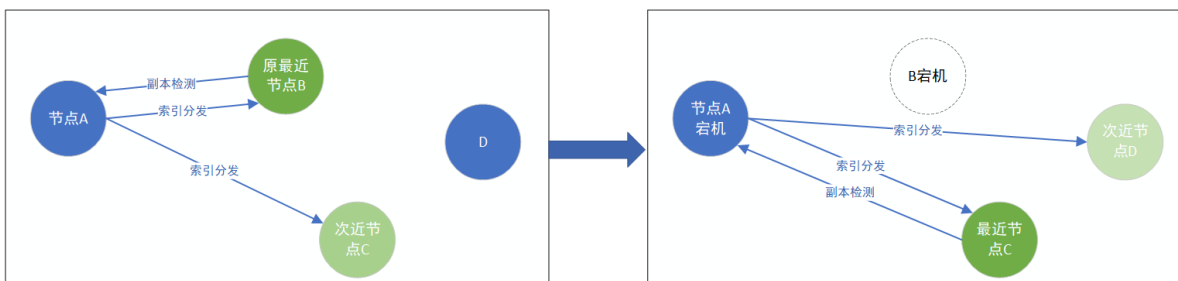 原最近
节点B
副本检测
节点A
索引分发
D
索引分发
次近节
点C
B宕机
节点A
宕机
索引分发
次近节
点D
索引分发
副本检测
最近节
点C